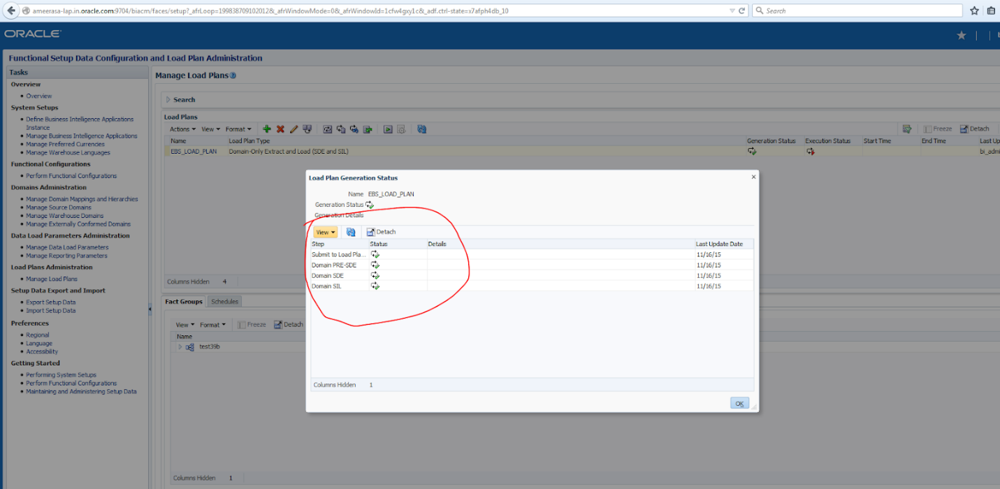 ameerasa-lap.in.oracle.com:9704/biacm/faces/setup?_afrLoop=199838709102012&_afrWindowMode=0&_afrWindowId=1cfw4gxy1c&_adf.ctrl-state=x7afph4db_10
Search
ORACLE
Functional Setup Data Configuration and Load Plan Administration
Tasks
Overview
Overview
System Setups
Define Business Intelligence Applications
Instance
Manage Business Intelligence Applications
Manage Preferred Currencies
Manage Warehouse Languages
Functional Configurations
Perform Functional Configurations
Domains Administration
Manage Domain Mappings and Hierarchies
Manage Source Domains
Manage Warehouse Domains
Manage Externally Conformed Domains
Data Load Parameters Administration
Manage Data Load Parameters
Manage Reporting Parameters
Load Plans Administration
Manage Load Plans
Setup Data Export and Import
Export Setup Data
Import Setup Data
Preferences
Regional
Language
Accessibility
Getting Started
Performing System Setups
Perform Functional Configurations
Maintaining and Administering Setup Data
Manage Load Plans
Search
Load Plans
Actions View Format Freeze Detach
Name Load Plan Type Generation Status Execution Status Start Time End Time Last Up
EBS_LOAD_PLAN Domain-Only Extract and Load (SDE and SIL) bi_admi
Columns Hidden 4
Fact Groups Schedules
View Format Freeze Detach
Name
test39b
Columns Hidden 1
Load Plan Generation Status
Name EBS_LOAD_PLAN
Generation Status
Generation Details
View Detach
Step Status Details Last Update Date
Submit to Load Pla... 11/16/15
Domain PRE-SDE 11/16/15
Domain SDE 11/16/15
Domain SIL 11/16/15
Columns Hidden 1
OK